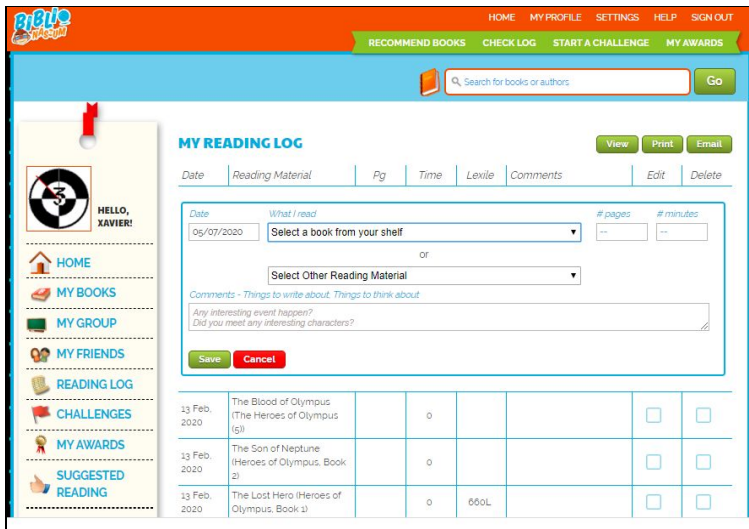 BIBLIO
NASIUM
HOME MY PROFILE SETTINGS HELP SIGN OUT
RECOMMEND BOOKS CHECK LOG START A CHALLENGE MY AWARDS
Search for books or authors
Go
3
HELLO,
XAVIER!
HOME
MY BOOKS
MY GROUP
MY FRIENDS
READING LOG
CHALLENGES
MY AWARDS
SUGGESTED
READING
MY READING LOG
View Print Email
Date Reading Material Pg Time Lexile Comments Edit Delete
Date What I read # pages # minutes
05/07/2020 Select a book from your shelf -- --
or
Select Other Reading Material
Comments - Things to write about, Things to think about
Any interesting event happen?
Did you meet any interesting characters?
Save Cancel
13 Feb, 2020 The Blood of Olympus (The Heroes of Olympus (5)) 0
13 Feb, 2020 The Son of Neptune (Heroes of Olympus, Book 2) 0
13 Feb, 2020 The Lost Hero (Heroes of Olympus, Book 1) 0 660L